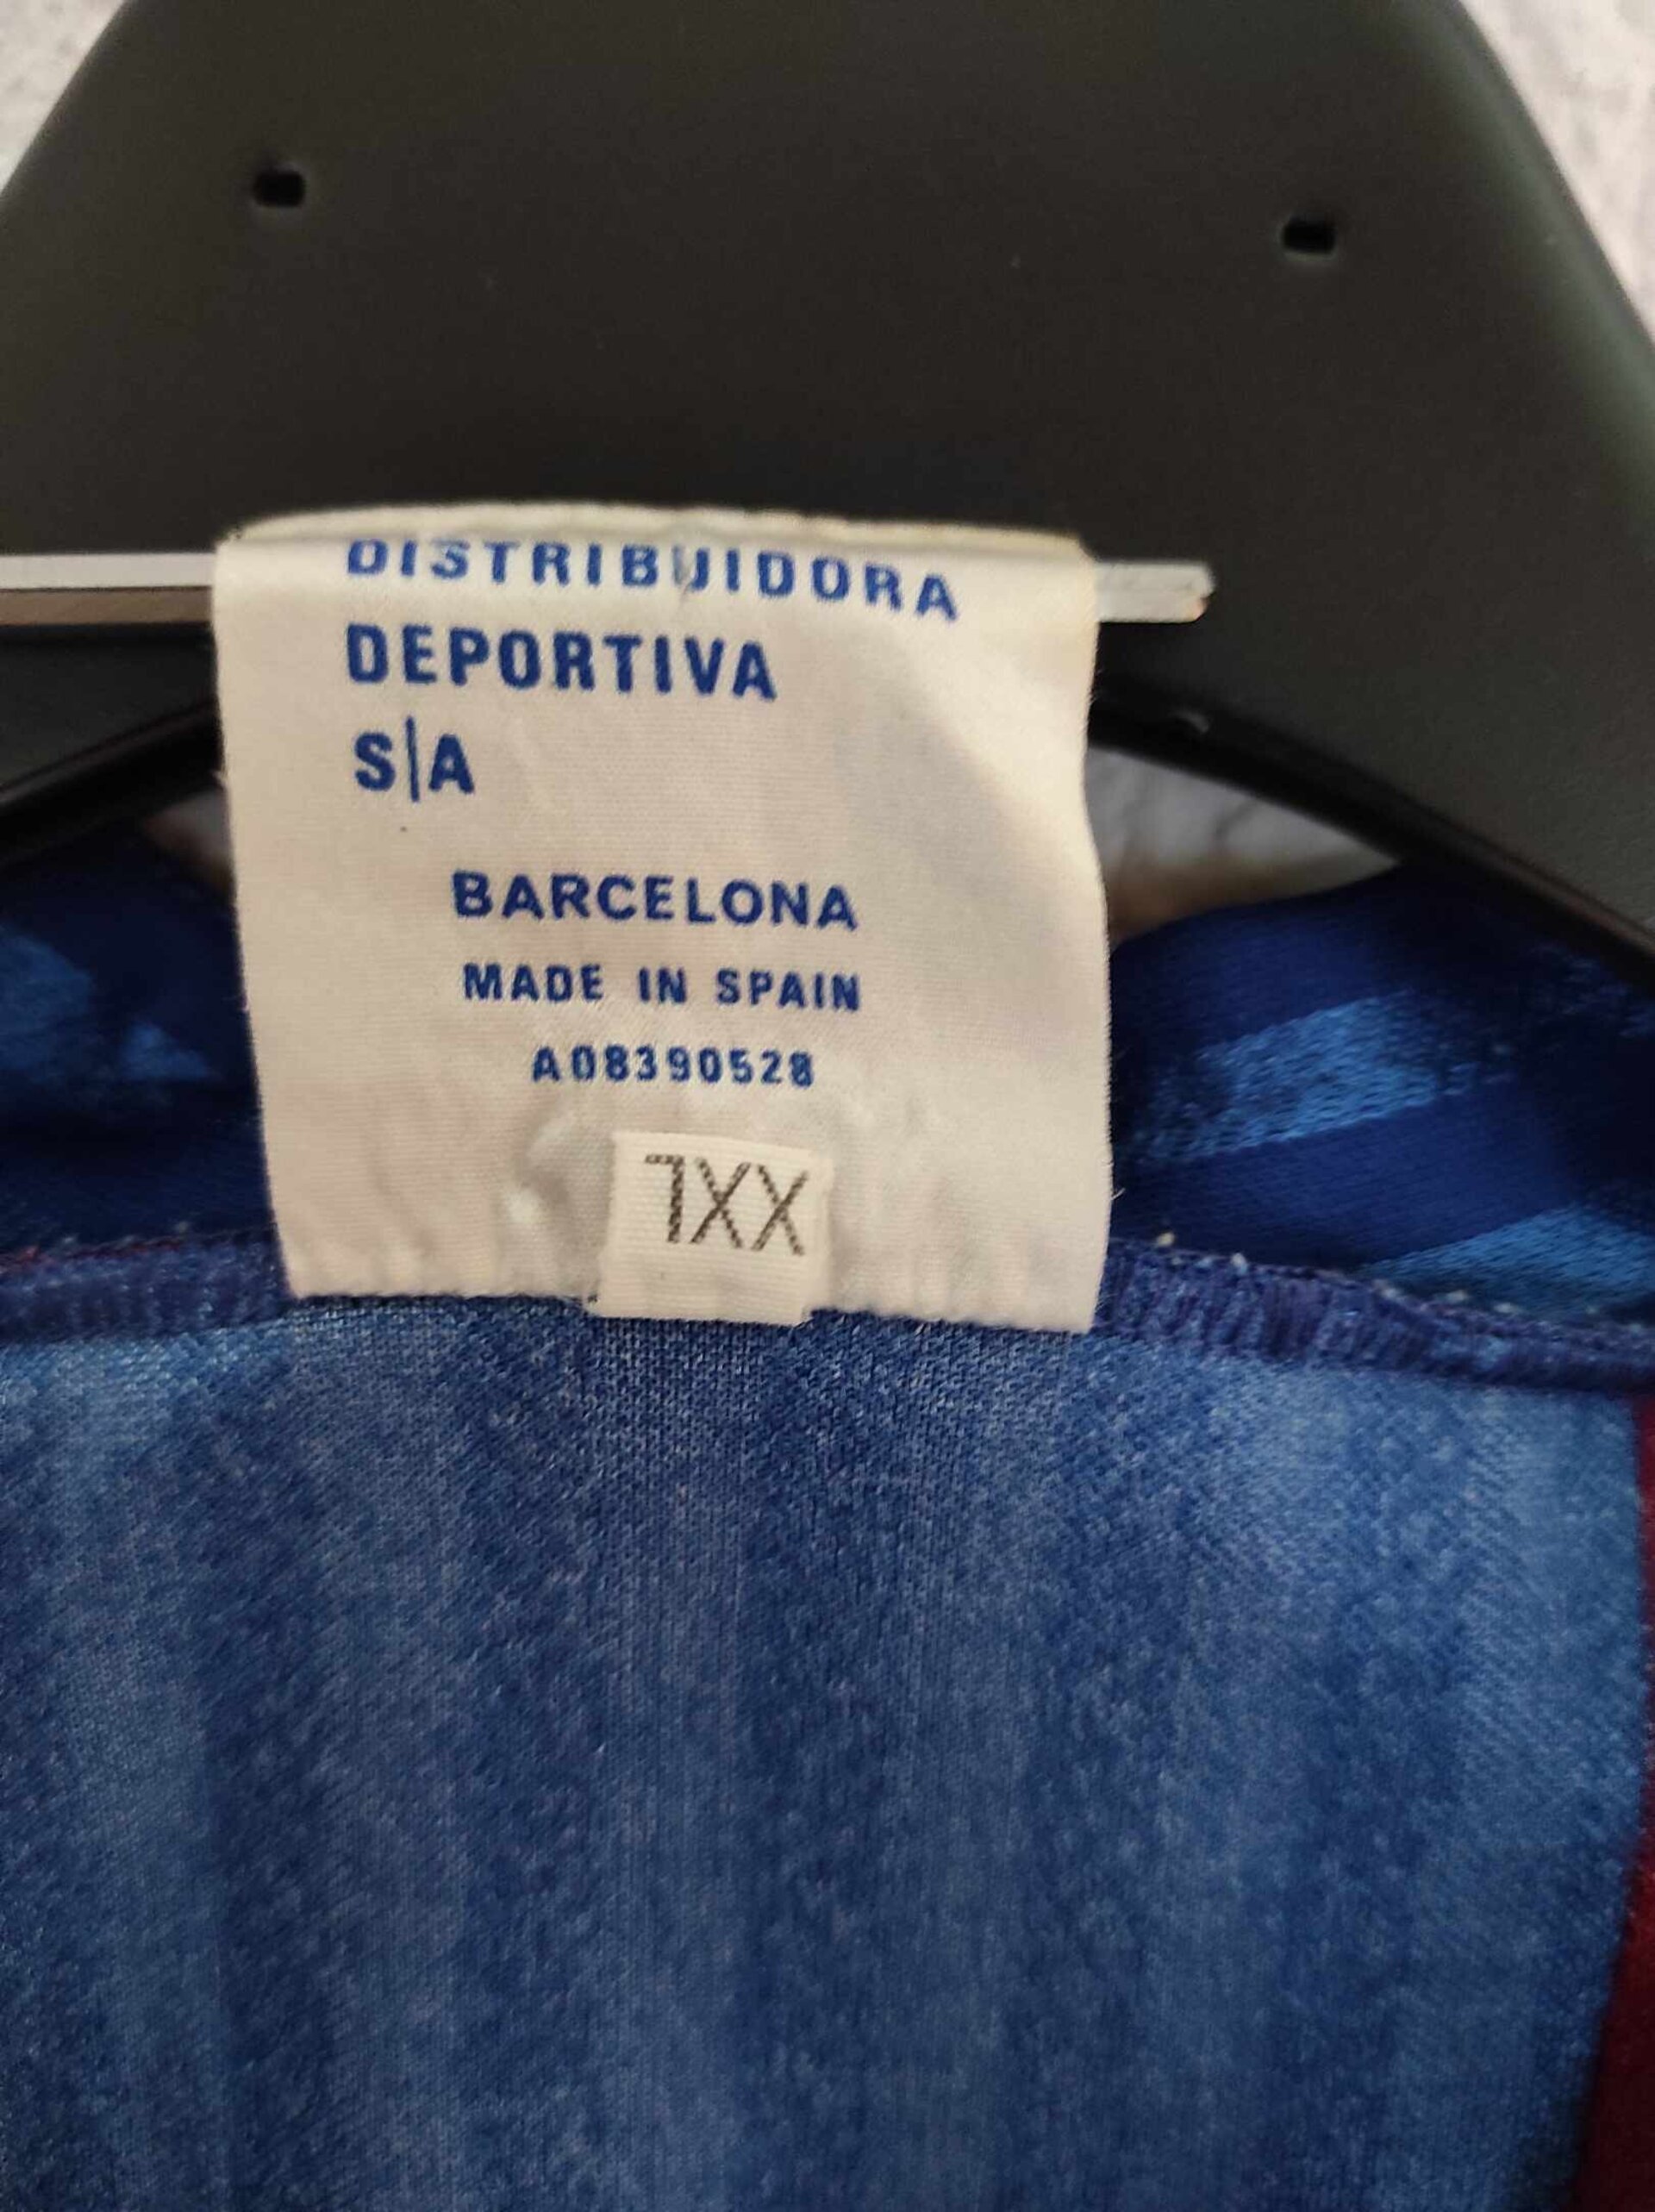 DISTRIBUIDORA
DEPORTIVA
S|A
BARCELONA
MADE IN SPAIN
A08390528
XXL